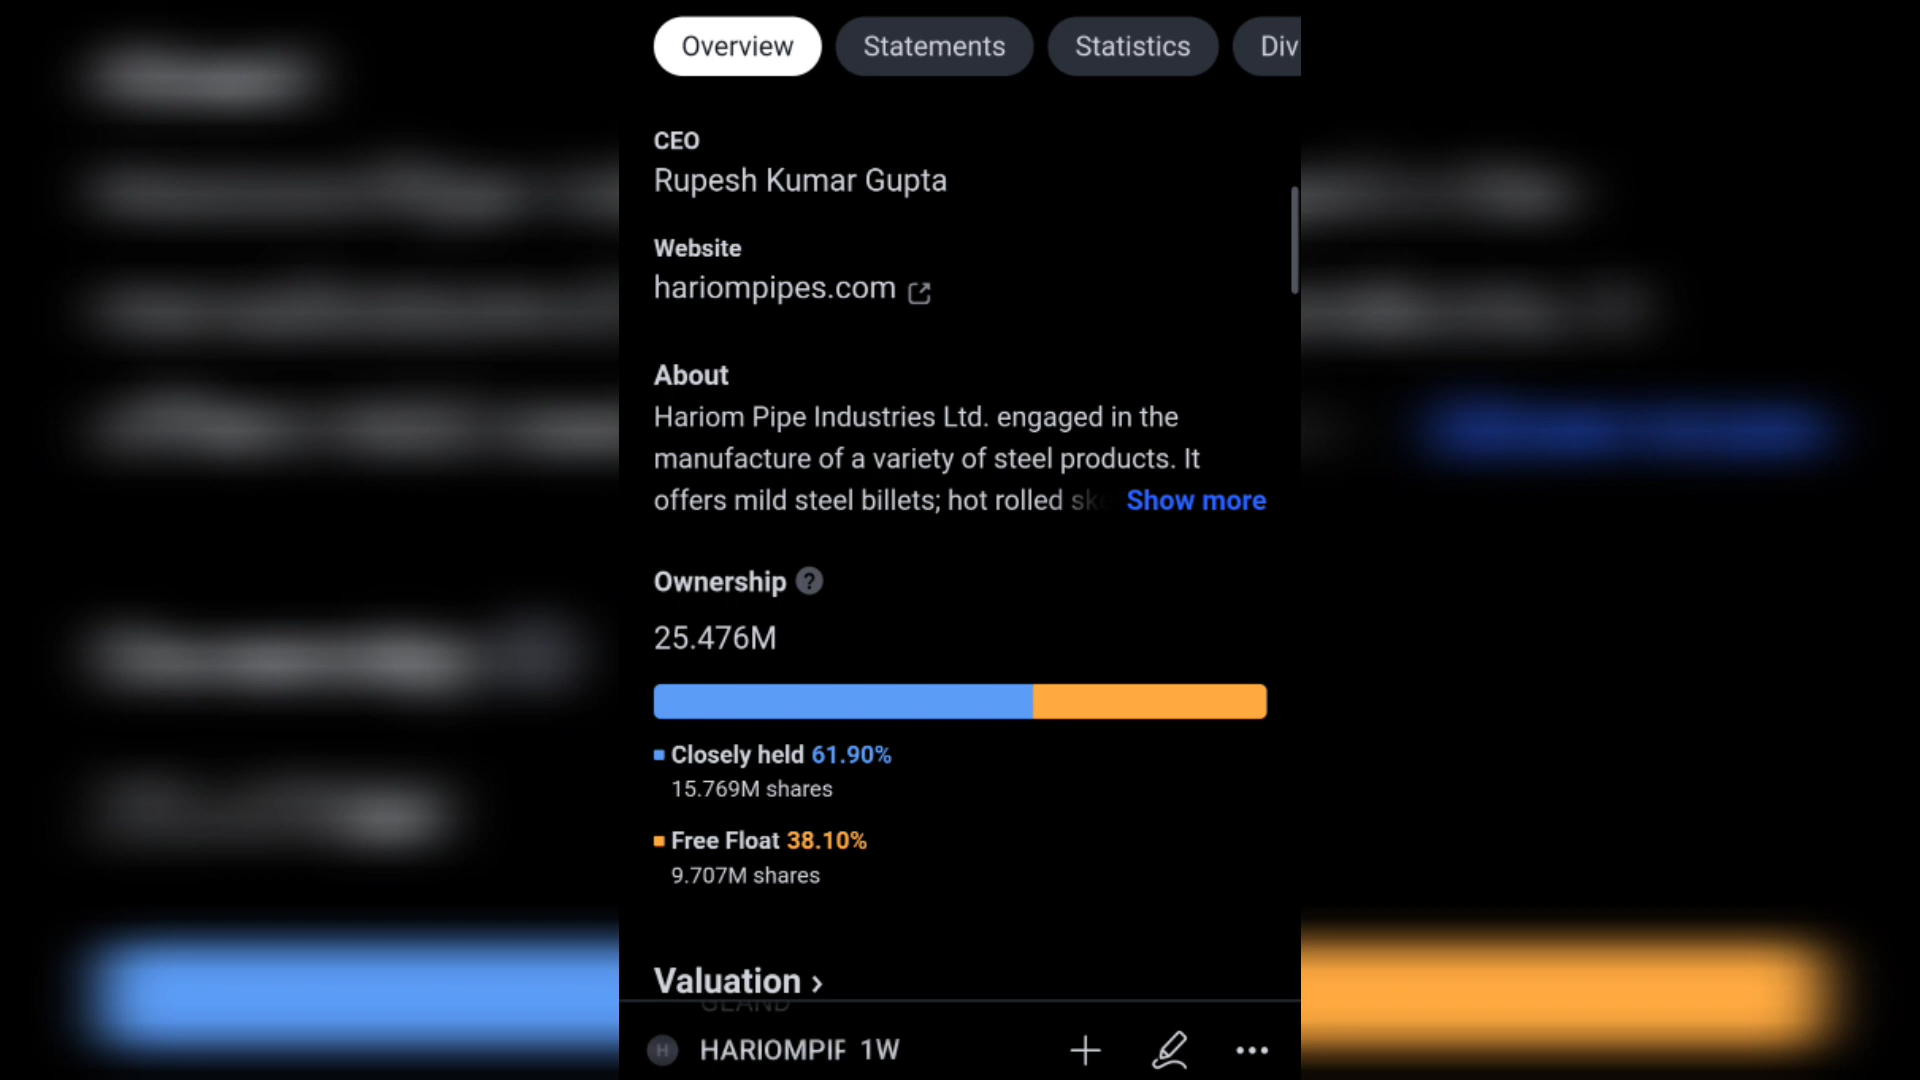 Overview Statements Statistics Div
CEO
Rupesh Kumar Gupta
Website
hariompipes.com
About
Hariom Pipe Industries Ltd. engaged in the
manufacture of a variety of steel products. It
offers mild steel billets; hot rolled ske Show more
Ownership ?
25.476M
Closely held 61.90%
15.769M shares
Free Float 38.10%
9.707M shares
Valuation ›
GLAND
H HARIOMPIF 1W